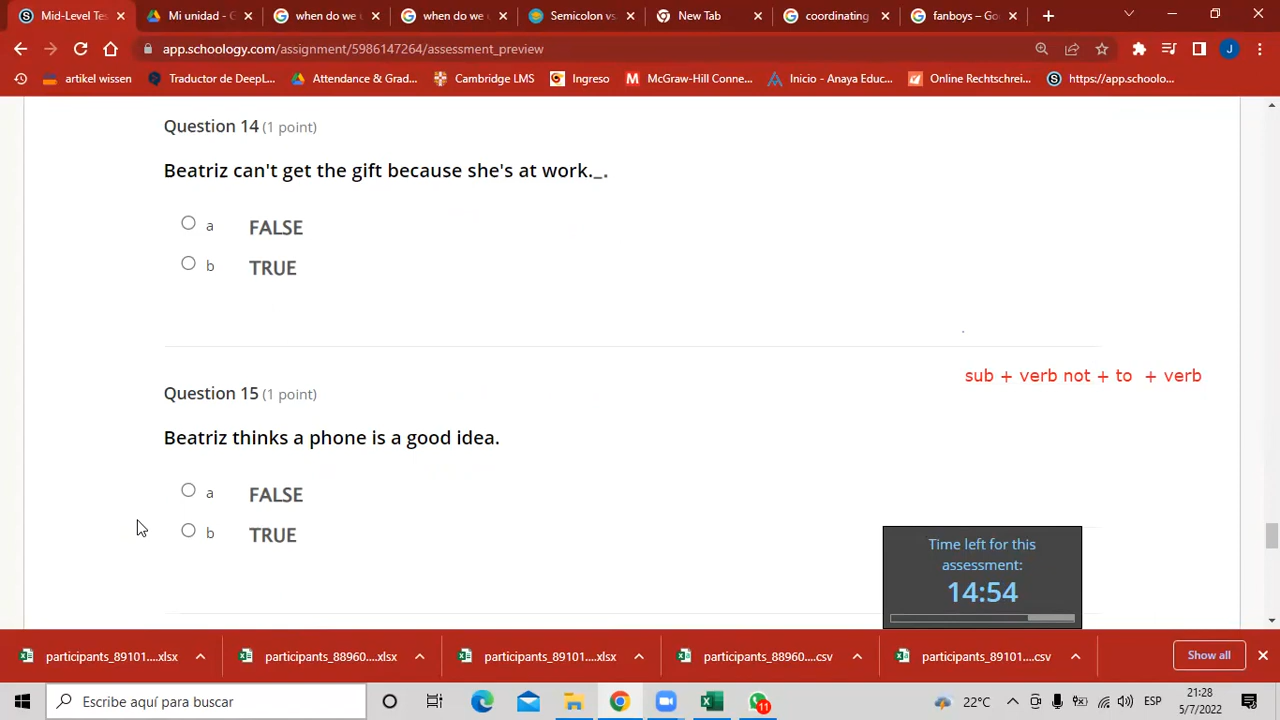 Mid-Level Tes
Mi unidad - G
when do we u
when do we u
Semicolon vs.
New Tab
coordinating
fanboys – Goo
app.schoology.com/assignment/5986147264/assessment_preview
J
artikel wissen
Traductor de DeepL...
Attendance & Grad...
Cambridge LMS
Ingreso
McGraw-Hill Conne...
Inicio - Anaya Educ...
Online Rechtschrei...
https://app.schoolo...
Question 14 (1 point)
Beatriz can't get the gift because she's at work._.
a FALSE
b TRUE
sub + verb not + to + verb
Question 15 (1 point)
Beatriz thinks a phone is a good idea.
a FALSE
b TRUE
Time left for this
assessment:
14:54
participants_89101....xlsx
participants_88960....xlsx
participants_89101....xlsx
participants_88960....csv
participants_89101....csv
Show all
Escribe aquí para buscar
11
22°C
ESP
21:28
5/7/2022